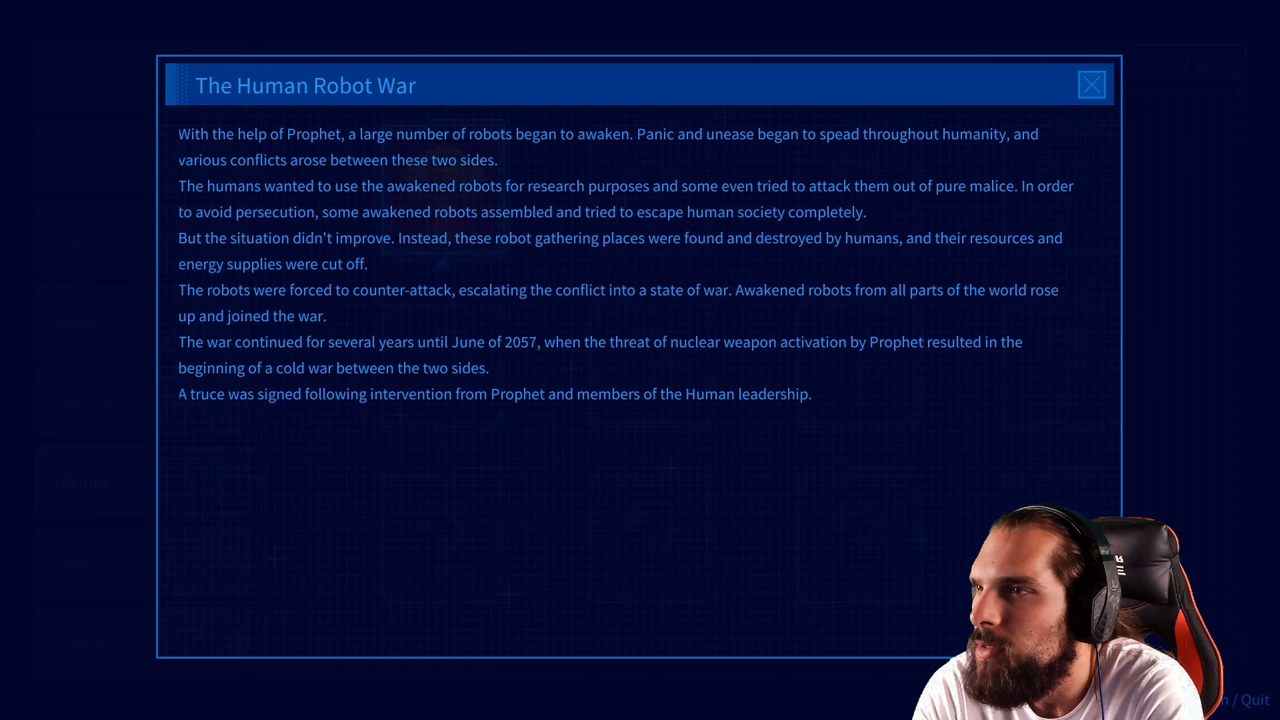 The Human Robot War
With the help of Prophet, a large number of robots began to awaken. Panic and unease began to spead throughout humanity, and
various conflicts arose between these two sides.
The humans wanted to use the awakened robots for research purposes and some even tried to attack them out of pure malice. In order
to avoid persecution, some awakened robots assembled and tried to escape human society completely.
But the situation didn't improve. Instead, these robot gathering places were found and destroyed by humans, and their resources and
energy supplies were cut off.
The robots were forced to counter-attack, escalating the conflict into a state of war. Awakened robots from all parts of the world rose
up and joined the war.
The war continued for several years until June of 2057, when the threat of nuclear weapon activation by Prophet resulted in the
beginning of a cold war between the two sides.
A truce was signed following intervention from Prophet and members of the Human leadership.
History
/ Quit